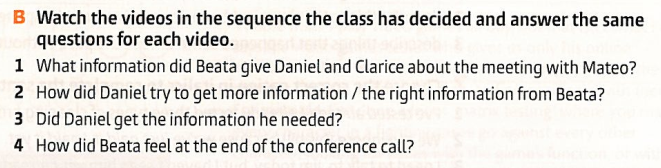 B Watch the videos in the sequence the class has decided and answer the same
questions for each video.
1 What information did Beata give Daniel and Clarice about the meeting with Mateo?
2 How did Daniel try to get more information / the right information from Beata?
3 Did Daniel get the information he needed?
4 How did Beata feel at the end of the conference call?